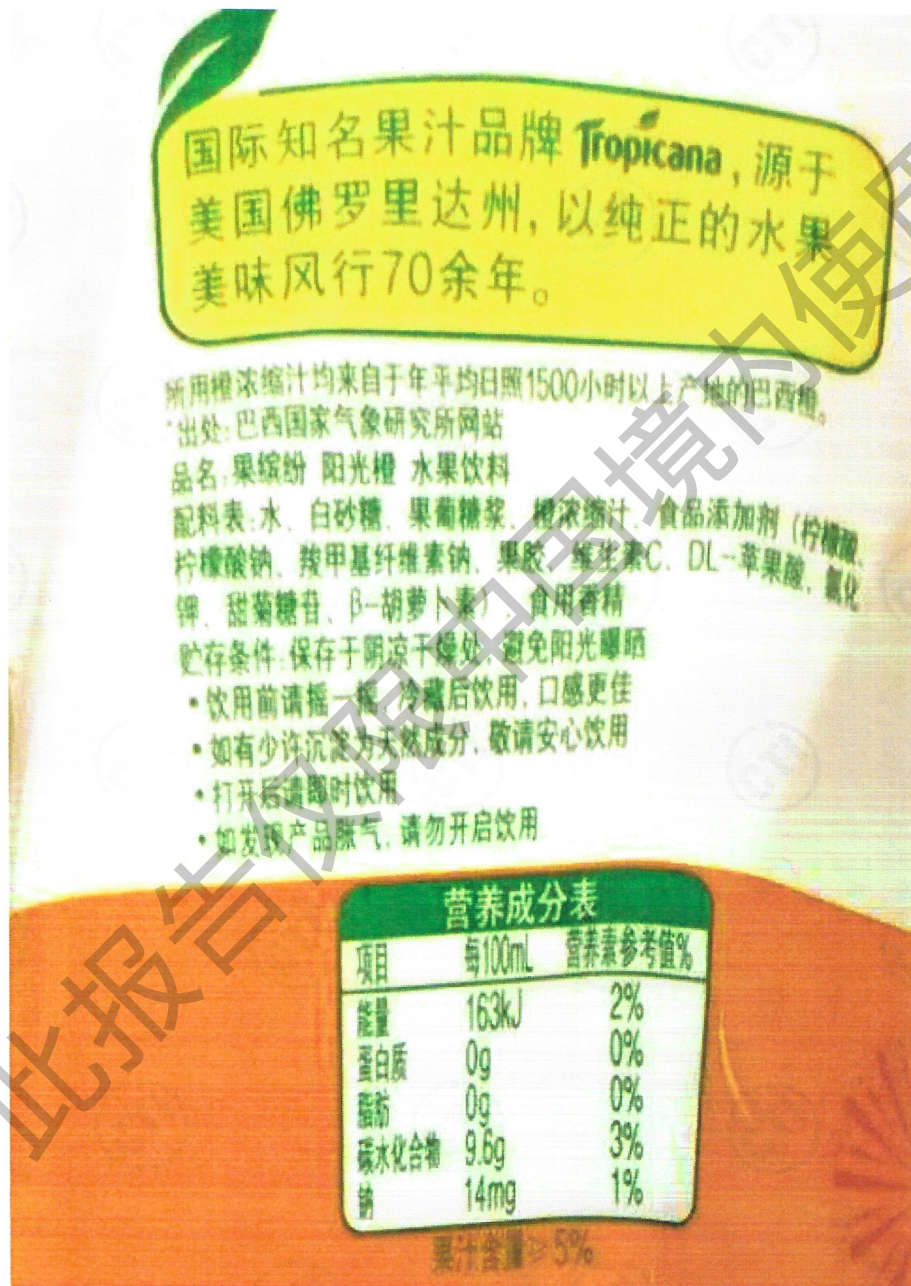 国际知名果汁品牌 Tropicana, 源于
美国佛罗里达州, 以纯正的水果
美味风行70余年。
所用橙浓缩汁均来自于年平均日照1500小时以上产地的巴西橙。
*出处: 巴西国家气象研究所网站
品名: 果缤纷 阳光橙 水果饮料
配料表: 水、白砂糖、果葡糖浆、橙浓缩汁、食品添加剂 (柠檬酸、
柠檬酸钠、羧甲基纤维素钠、果胶、维生素C、DL-苹果酸、氯化
钾、甜菊糖苷、β-胡萝卜素)、食用香精
贮存条件: 保存于阴凉干燥处, 避免阳光曝晒
• 饮用前请摇一摇, 冷藏后饮用, 口感更佳
• 如有少许沉淀为天然成分, 敬请安心饮用
• 打开后请即时饮用
• 如发现产品胀气, 请勿开启饮用
营养成分表
项目 每100mL 营养素参考值%
能量 163kJ 2%
蛋白质 0g 0%
脂肪 0g 0%
碳水化合物 9.6g 3%
钠 14mg 1%
果汁含量≥5%
此报告仅限中国境内使用
CTI